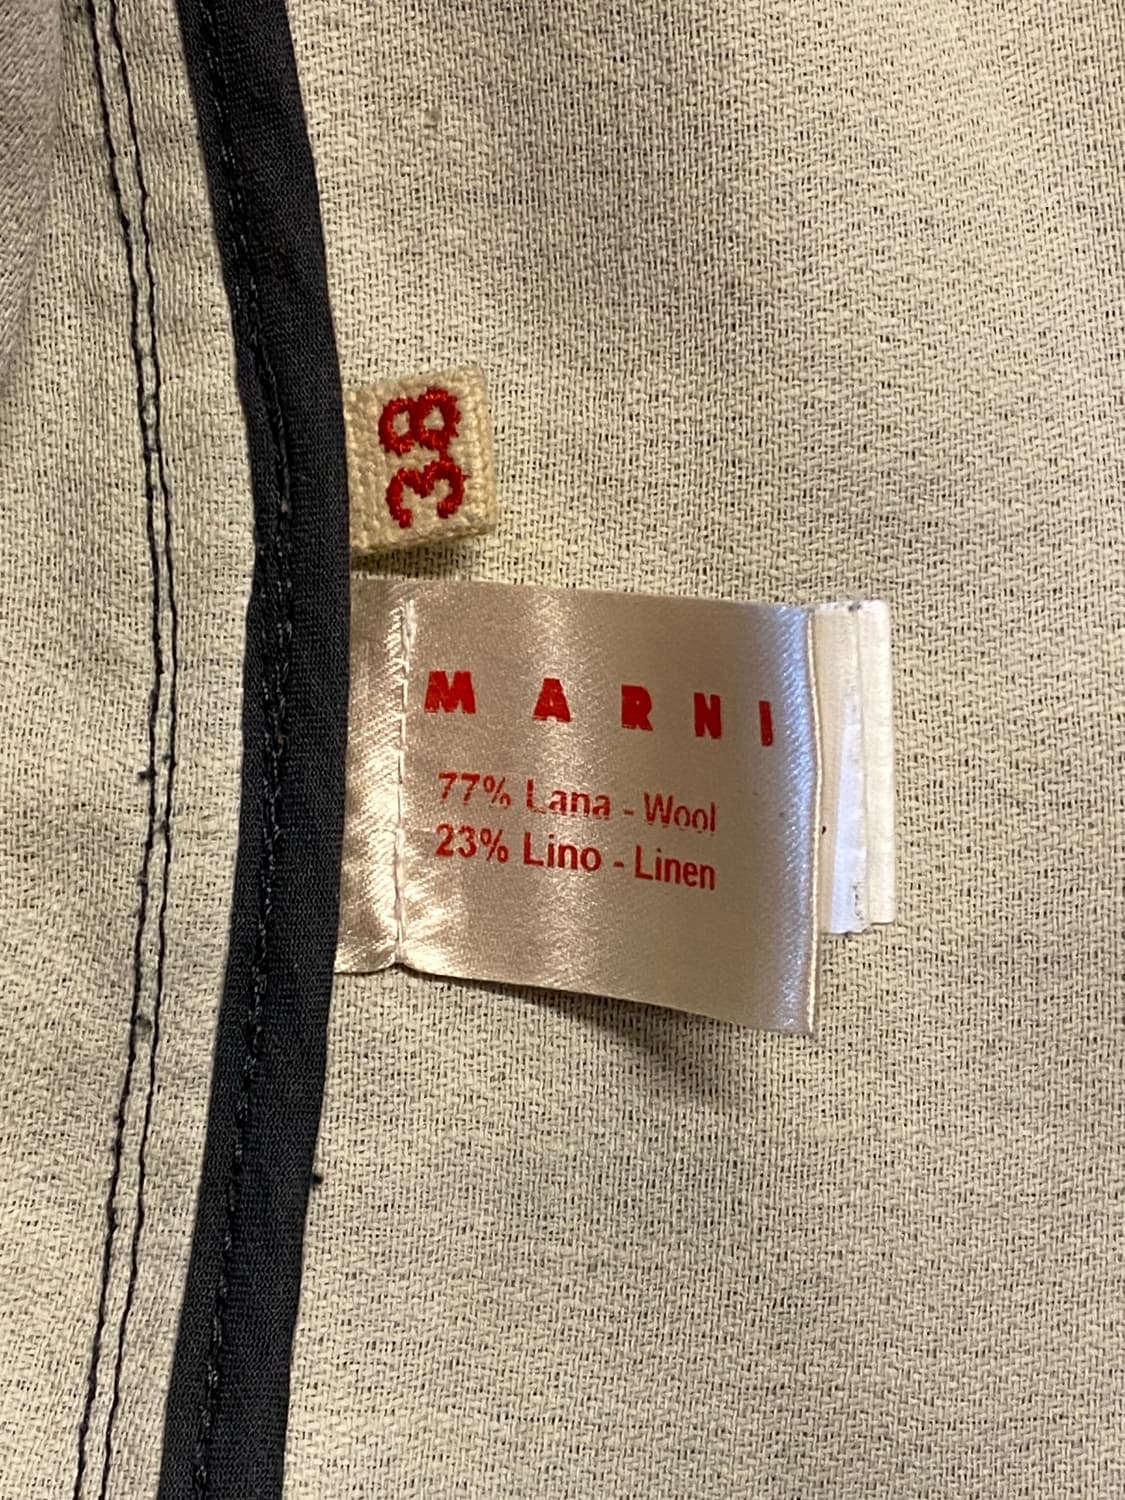 38
MARNI
77% Lana - Wool
23% Lino - Linen